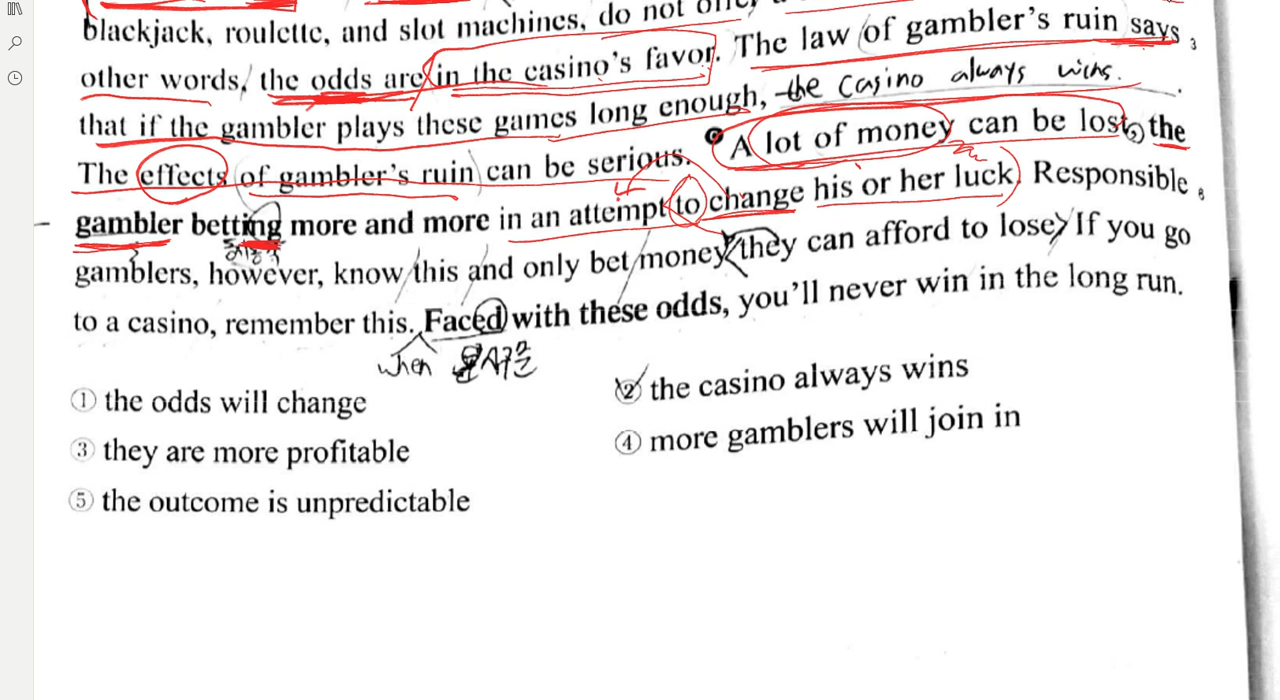 blackjack, roulette, and slot machines, do not
other words, the odds are in the casino's favor. The law of gambler's ruin says 3
that if the gambler plays these games long enough, the casino always wins.
The effects of gambler's ruin can be serious. A lot of money can be lost, the
gambler betting more and more in an attempt to change his or her luck. Responsible 6
gamblers, however, know this and only bet money they can afford to lose. If you go
to a casino, remember this. Faced with these odds, you'll never win in the long run.
when
① the odds will change
② the casino always wins
③ they are more profitable
④ more gamblers will join in
⑤ the outcome is unpredictable